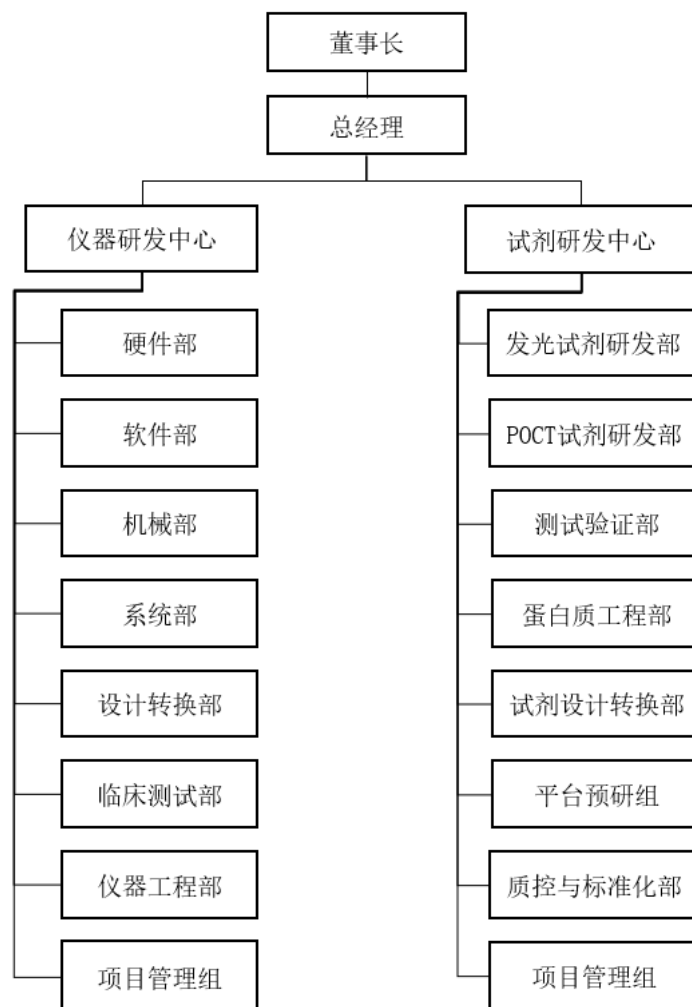 董事长
总经理
仪器研发中心
硬件部
软件部
机械部
系统部
设计转换部
临床测试部
仪器工程部
项目管理组
试剂研发中心
发光试剂研发部
POCT试剂研发部
测试验证部
蛋白质工程部
试剂设计转换部
平台预研组
质控与标准化部
项目管理组